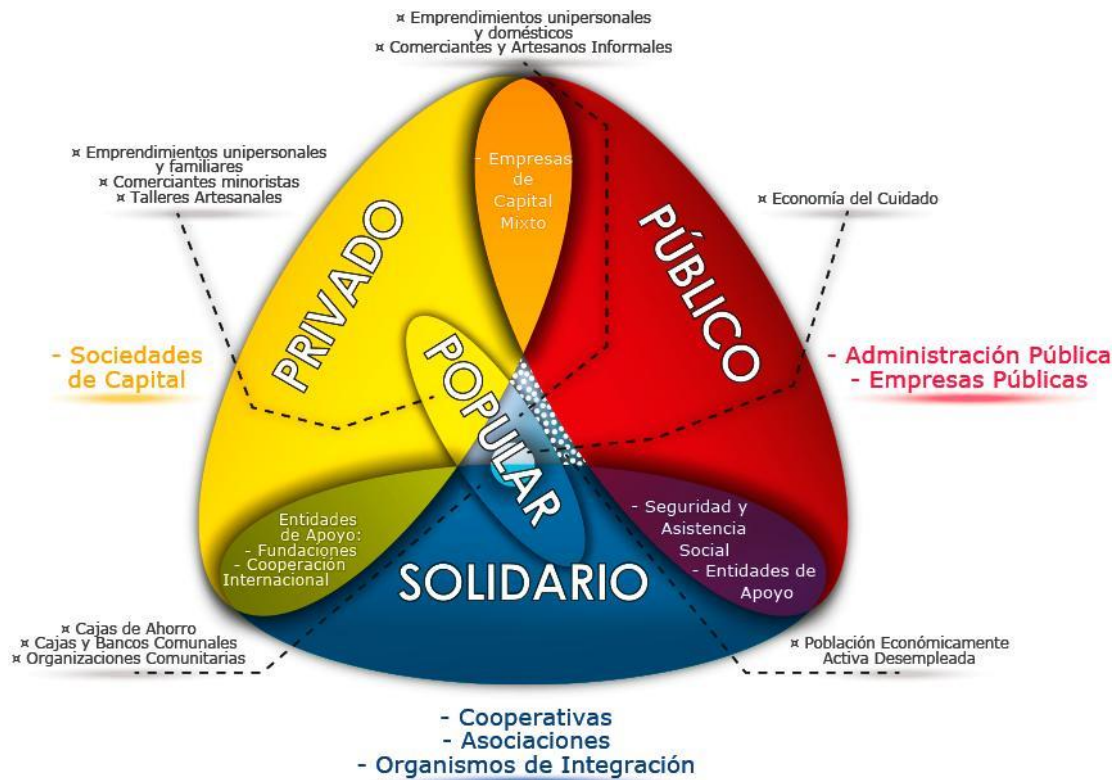 ¤ Emprendimientos unipersonales
y domésticos
¤ Comerciantes y Artesanos Informales
¤ Emprendimientos unipersonales
y familiares
¤ Comerciantes minoristas
¤ Talleres Artesanales
- Empresas
de
Capital
Mixto
¤ Economía del Cuidado
PRIVADO
PÚBLICO
- Sociedades
de Capital
POPULAR
- Administración Pública
- Empresas Públicas
Entidades
de Apoyo:
- Fundaciones
- Cooperación
Internacional
- Seguridad y
Asistencia
Social
- Entidades de
Apoyo
SOLIDARIO
¤ Cajas de Ahorro
¤ Cajas y Bancos Comunales
¤ Organizaciones Comunitarias
¤ Población Económicamente
Activa Desempleada
- Cooperativas
- Asociaciones
- Organismos de Integración